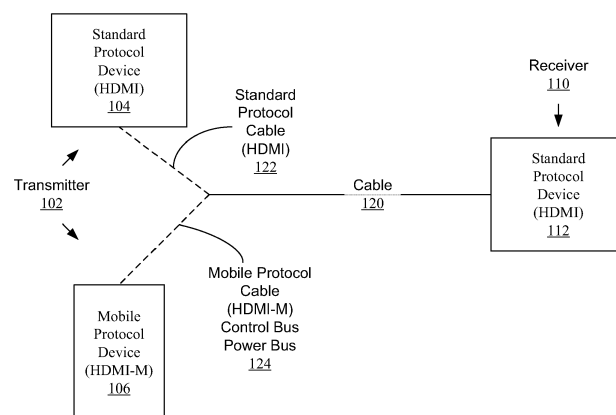 Standard
Protocol
Device
(HDMI)
104
Standard
Protocol
Cable
(HDMI)
122
Receiver
110
Transmitter
102
Cable
120
Standard
Protocol
Device
(HDMI)
112
Mobile Protocol
Cable
(HDMI-M)
Control Bus
Power Bus
124
Mobile
Protocol
Device
(HDMI-M)
106